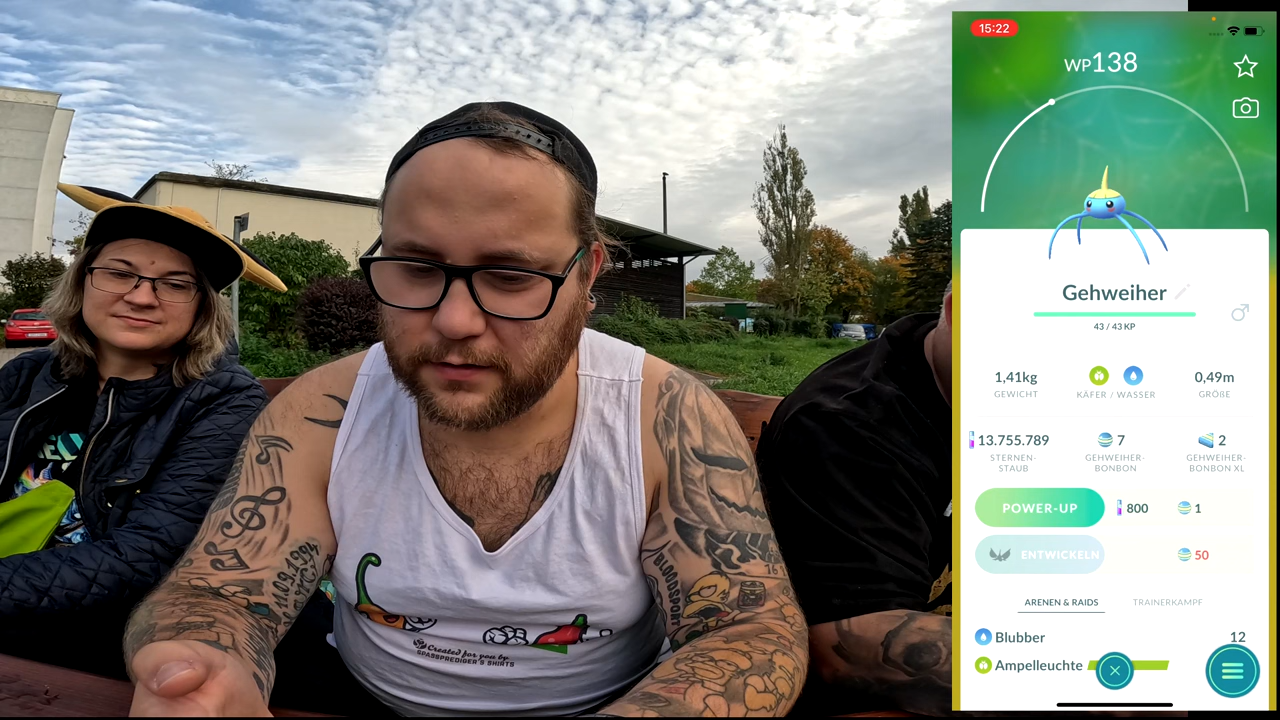 15:22
WP138
Gehweiher
43 / 43 KP
1,41kg
GEWICHT
KÄFER / WASSER
0,49m
GRÖßE
13.755.789
STERNEN-
STAUB
7
GEHWEIHER-
BONBON
2
GEHWEIHER-
BONBON XL
POWER-UP
800
1
ENTWICKELN
50
ARENEN & RAIDS
TRAINERKAMPF
Blubber
12
Ampelleuchte
Created for you by
SPASSPREDIGER'S SHIRTS
BLOODSPORT